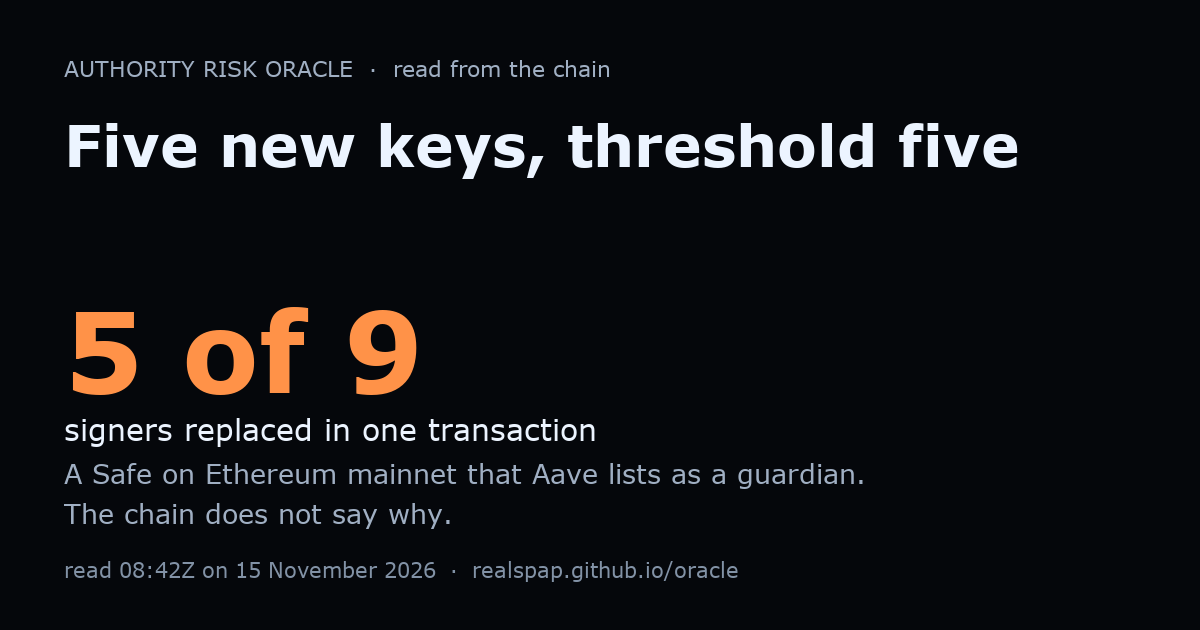 AUTHORITY RISK ORACLE · read from the chain
Five new keys, threshold five
5 of 9
signers replaced in one transaction
A Safe on Ethereum mainnet that Aave lists as a guardian.
The chain does not say why.
read 08:42Z on 15 November 2026 · realspap.github.io/oracle